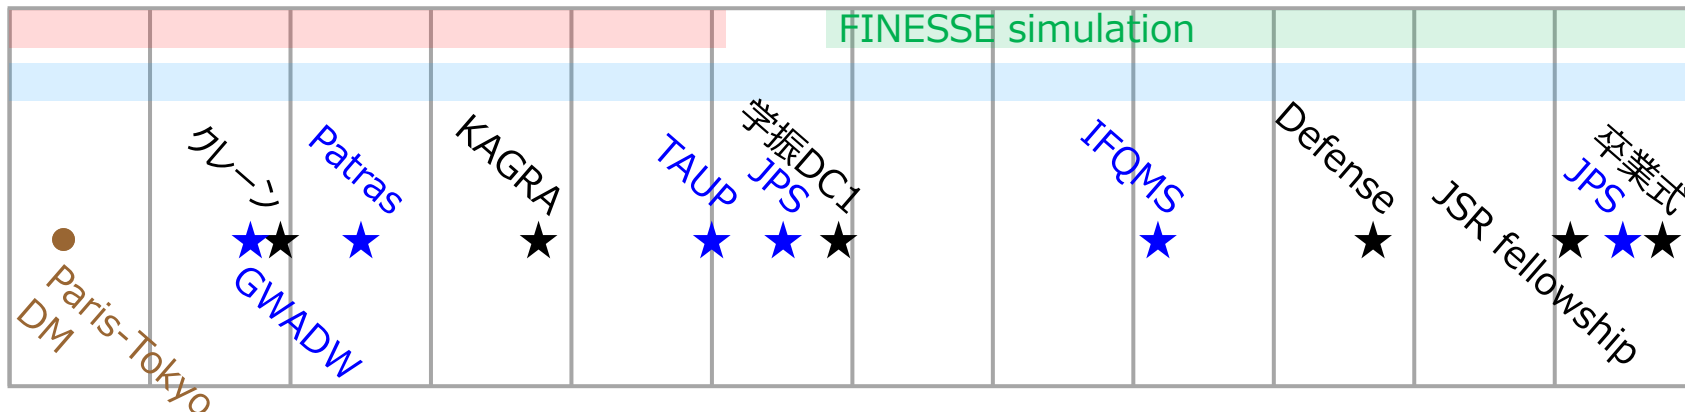 FINESSE simulation
クレーン
Patras
KAGRA
TAUP
JPS
学振DC1
IFQMS
Defense
JSR fellowship
JPS
卒業式
Paris-Tokyo
DM
GWADW